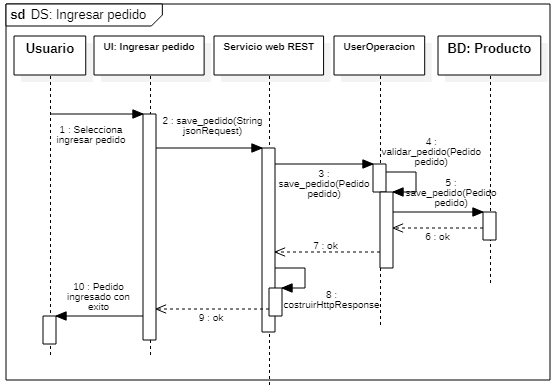 sd DS: Ingresar pedido
Usuario
UI: Ingresar pedido
Servicio web REST
UserOperacion
BD: Producto
1 : Selecciona
ingresar pedido
2 : save_pedido(String
jsonRequest)
3 :
save_pedido(Pedido
pedido)
4 :
validar_pedido(Pedido
pedido)
5 :
save_pedido(Pedido
pedido)
6 : ok
7 : ok
8 :
costruirHttpResponse
9 : ok
10 : Pedido
ingresado con
exito